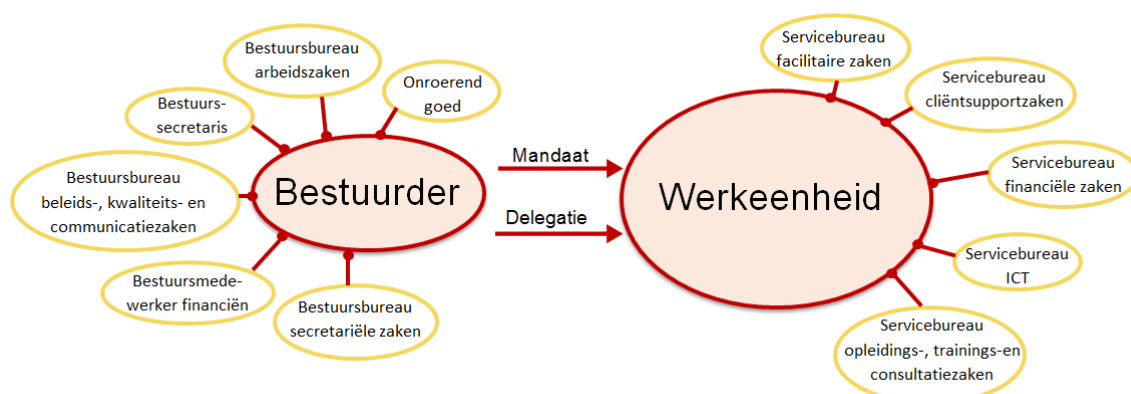 Bestuursbureau
arbeidszaken
Onroerend
goed
Bestuurs-
secretaris
Bestuursbureau
beleids-, kwaliteits- en
communicatiezaken
Bestuursmede-
werker financiën
Bestuursbureau
secretariële zaken
Bestuurder
Mandaat
Delegatie
Werkeenheid
Servicebureau
facilitaire zaken
Servicebureau
cliëntsupportzaken
Servicebureau
financiële zaken
Servicebureau
ICT
Servicebureau
opleidings-, trainings-en
consultatiezaken